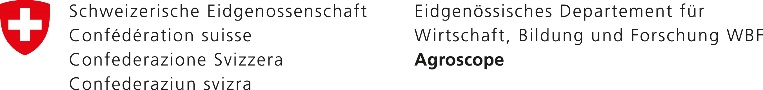 Schweizerische Eidgenossenschaft
Confédération suisse
Confederazione Svizzera
Confederaziun svizra
Eidgenössisches Departement für
Wirtschaft, Bildung und Forschung WBF
Agroscope